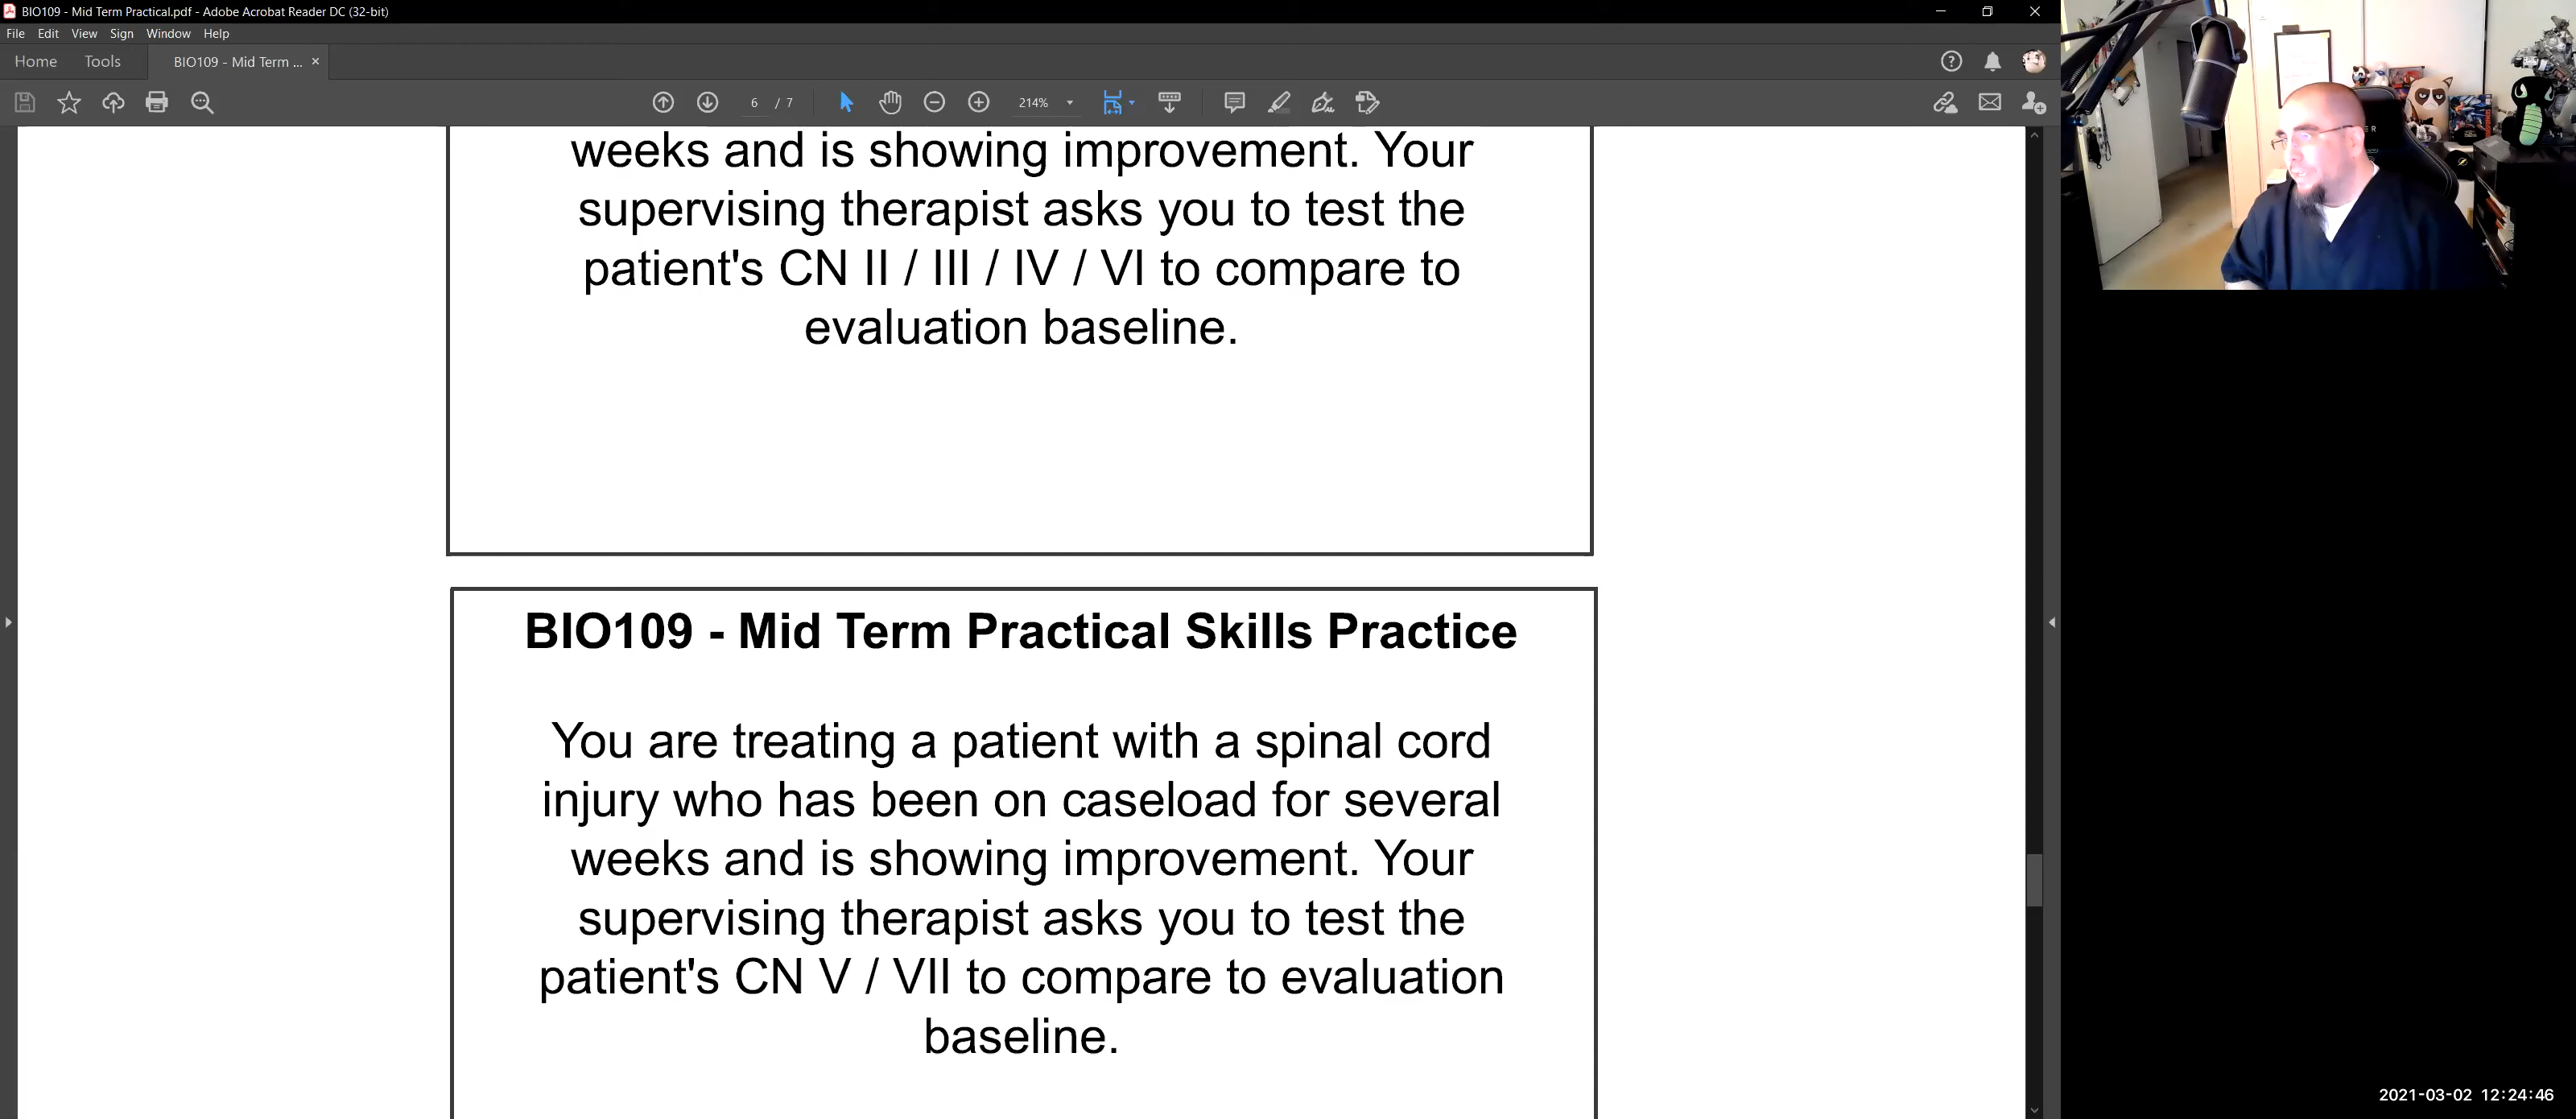 BIO109 - Mid Term Practical.pdf - Adobe Acrobat Reader DC (32-bit)
File Edit View Sign Window Help
Home Tools BIO109 - Mid Term ... ×
6 / 7 214%
weeks and is showing improvement. Your
supervising therapist asks you to test the
patient's CN II / III / IV / VI to compare to
evaluation baseline.
BIO109 - Mid Term Practical Skills Practice
You are treating a patient with a spinal cord
injury who has been on caseload for several
weeks and is showing improvement. Your
supervising therapist asks you to test the
patient's CN V / VII to compare to evaluation
baseline.
2021-03-02 12:24:46